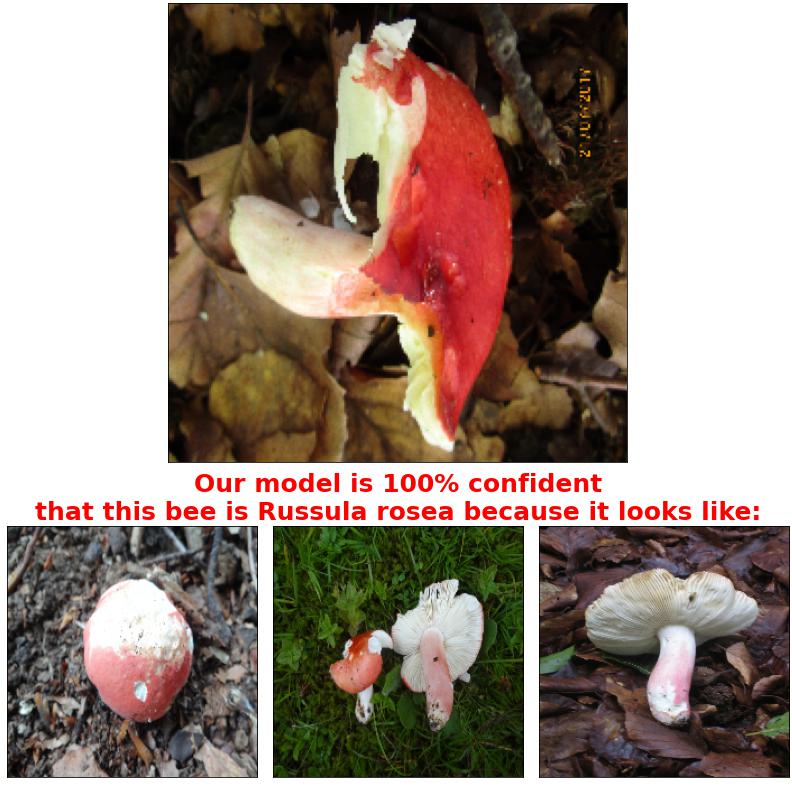 Our model is 100% confident
that this bee is Russula rosea because it looks like: